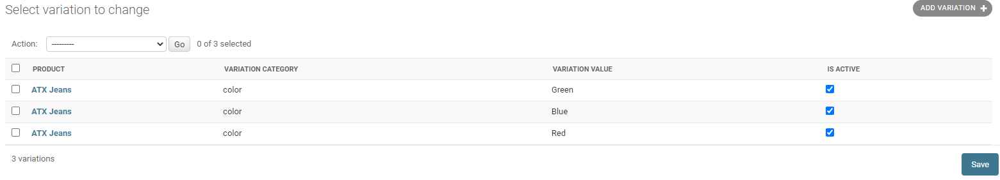 Select variation to change
ADD VARIATION +
Action: --------- Go 0 of 3 selected
PRODUCT VARIATION CATEGORY VARIATION VALUE IS ACTIVE
ATX Jeans color Green
ATX Jeans color Blue
ATX Jeans color Red
3 variations
Save